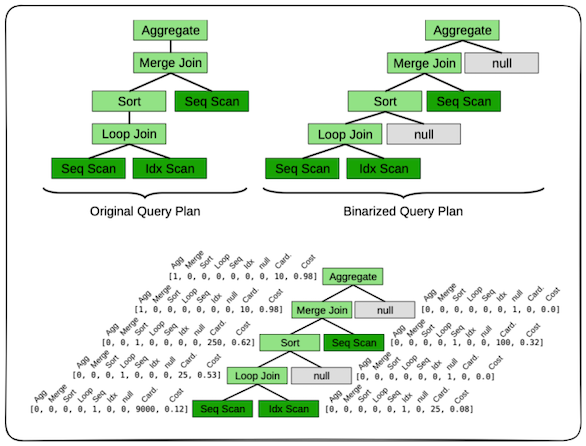 Aggregate
Merge Join
Sort
Seq Scan
Loop Join
Seq Scan
Idx Scan
Original Query Plan
Aggregate
Merge Join
null
Sort
Seq Scan
Loop Join
null
Seq Scan
Idx Scan
Binarized Query Plan
Agg Merge Sort Loop Seq Idx null Card. Cost
[1, 0, 0, 0, 0, 0, 0, 10, 0.98]
Aggregate
Agg Merge Sort Loop Seq Idx null Card. Cost
[1, 0, 0, 0, 0, 0, 0, 10, 0.98]
Merge Join
null
Agg Merge Sort Loop Seq Idx null Card. Cost
[0, 0, 0, 0, 0, 0, 1, 0, 0.0]
Agg Merge Sort Loop Seq Idx null Card. Cost
[0, 0, 1, 0, 0, 0, 0, 250, 0.62]
Sort
Seq Scan
Agg Merge Sort Loop Seq Idx null Card. Cost
[0, 0, 0, 0, 1, 0, 0, 100, 0.32]
Agg Merge Sort Loop Seq Idx null Card. Cost
[0, 0, 0, 1, 0, 0, 0, 25, 0.53]
Loop Join
null
Agg Merge Sort Loop Seq Idx null Card. Cost
[0, 0, 0, 0, 0, 0, 1, 0, 0.0]
Agg Merge Sort Loop Seq Idx null Card. Cost
[0, 0, 0, 0, 1, 0, 0, 9000, 0.12]
Seq Scan
Idx Scan
Agg Merge Sort Loop Seq Idx null Card. Cost
[0, 0, 0, 0, 0, 1, 0, 25, 0.08]